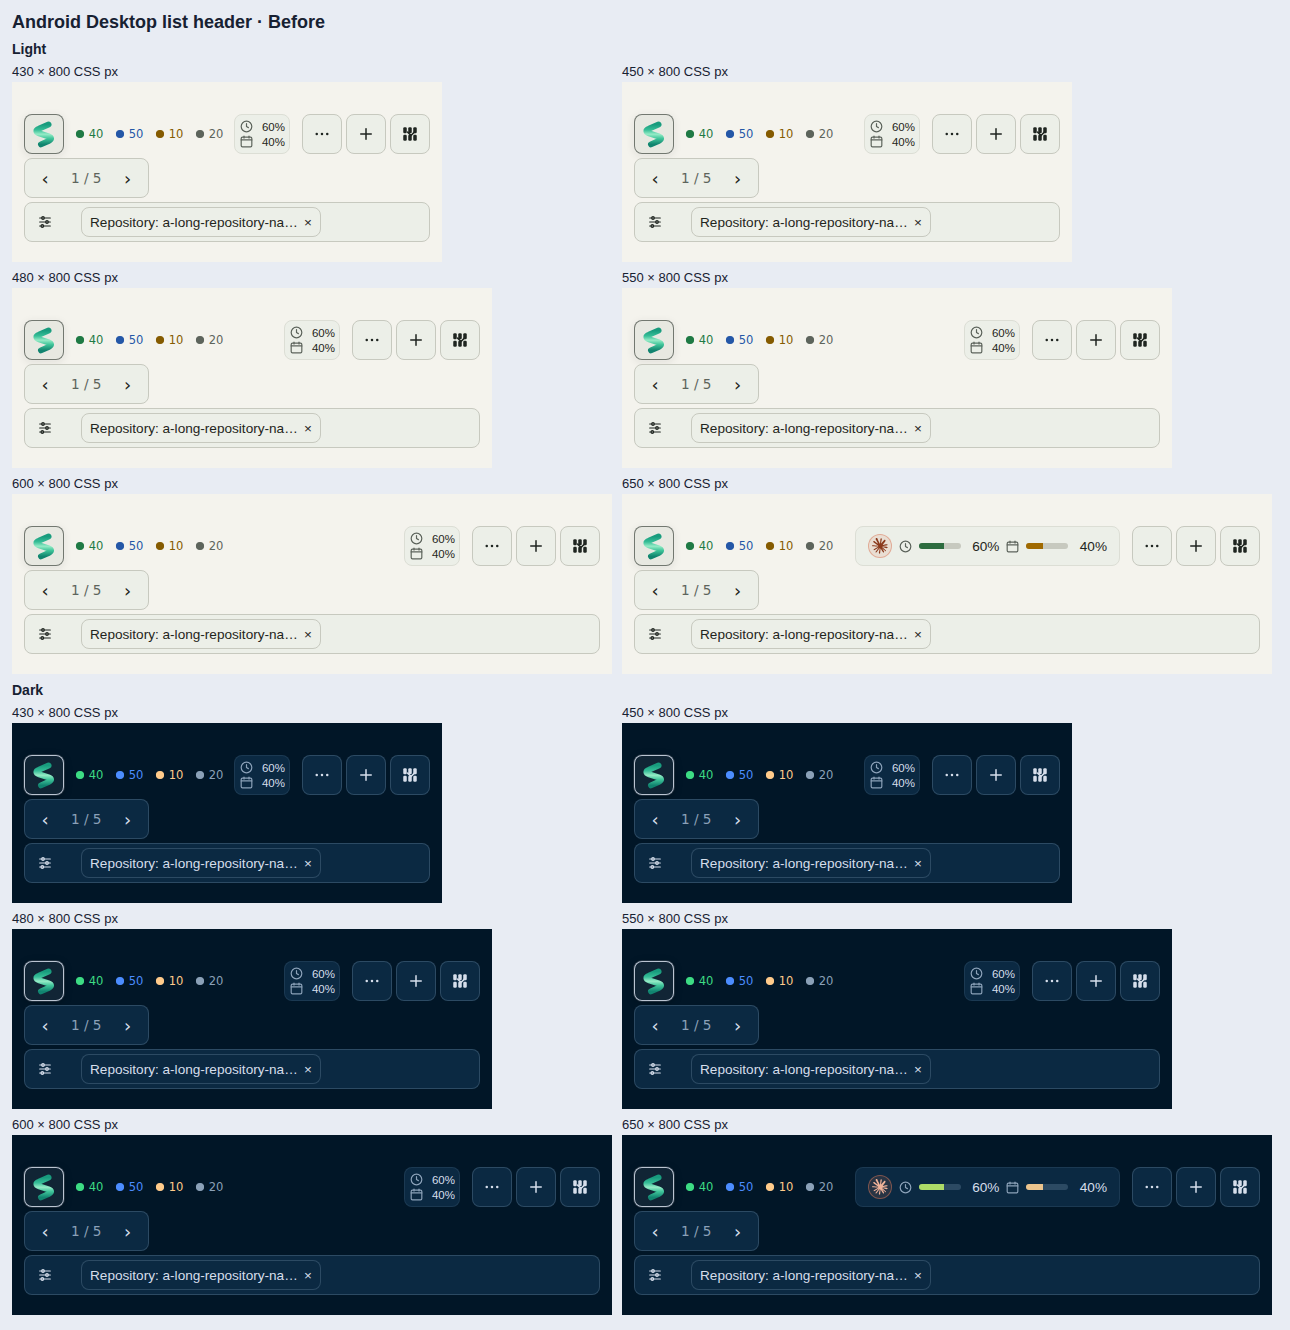 Android Desktop list header · Before
Light
430 × 800 CSS px
40 50 10 20 60% 40%
‹ 1 / 5 ›
Repository: a-long-repository-na… ×
450 × 800 CSS px
40 50 10 20 60% 40%
‹ 1 / 5 ›
Repository: a-long-repository-na… ×
480 × 800 CSS px
40 50 10 20 60% 40%
‹ 1 / 5 ›
Repository: a-long-repository-na… ×
550 × 800 CSS px
40 50 10 20 60% 40%
‹ 1 / 5 ›
Repository: a-long-repository-na… ×
600 × 800 CSS px
40 50 10 20 60% 40%
‹ 1 / 5 ›
Repository: a-long-repository-na… ×
650 × 800 CSS px
40 50 10 20 60% 40%
‹ 1 / 5 ›
Repository: a-long-repository-na… ×
Dark
430 × 800 CSS px
40 50 10 20 60% 40%
‹ 1 / 5 ›
Repository: a-long-repository-na… ×
450 × 800 CSS px
40 50 10 20 60% 40%
‹ 1 / 5 ›
Repository: a-long-repository-na… ×
480 × 800 CSS px
40 50 10 20 60% 40%
‹ 1 / 5 ›
Repository: a-long-repository-na… ×
550 × 800 CSS px
40 50 10 20 60% 40%
‹ 1 / 5 ›
Repository: a-long-repository-na… ×
600 × 800 CSS px
40 50 10 20 60% 40%
‹ 1 / 5 ›
Repository: a-long-repository-na… ×
650 × 800 CSS px
40 50 10 20 60% 40%
‹ 1 / 5 ›
Repository: a-long-repository-na… ×